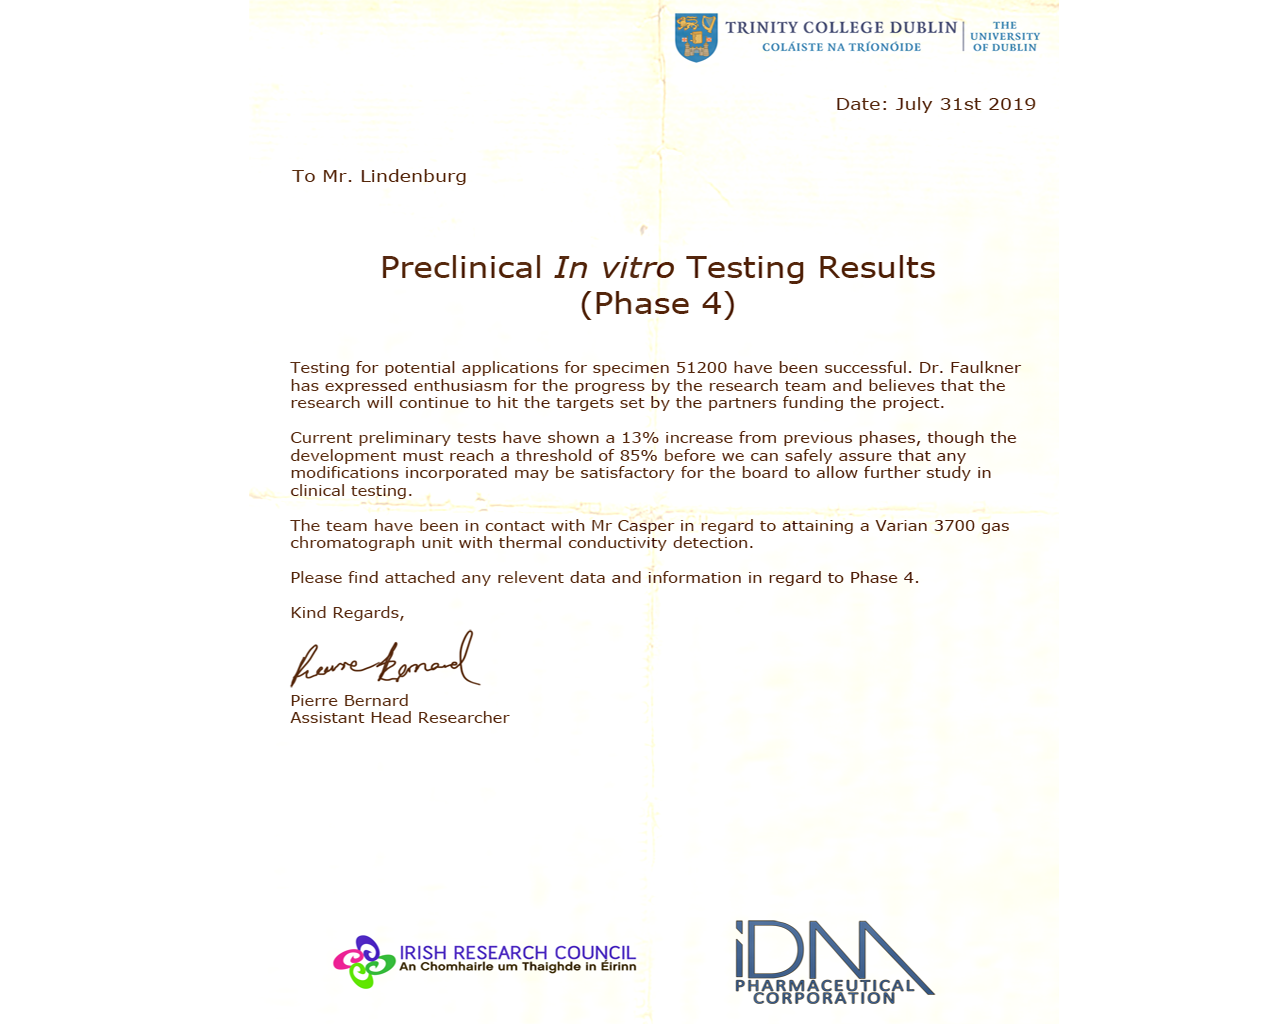 TRINITY COLLEGE DUBLIN
COLÁISTE NA TRÍONÓIDE
THE
UNIVERSITY
OF DUBLIN
Date: July 31st 2019
To Mr. Lindenburg
Preclinical In vitro Testing Results
(Phase 4)
Testing for potential applications for specimen 51200 have been successful. Dr. Faulkner
has expressed enthusiasm for the progress by the research team and believes that the
research will continue to hit the targets set by the partners funding the project.
Current preliminary tests have shown a 13% increase from previous phases, though the
development must reach a threshold of 85% before we can safely assure that any
modifications incorporated may be satisfactory for the board to allow further study in
clinical testing.
The team have been in contact with Mr Casper in regard to attaining a Varian 3700 gas
chromatograph unit with thermal conductivity detection.
Please find attached any relevent data and information in regard to Phase 4.
Kind Regards,
Pierre Bernard
Pierre Bernard
Assistant Head Researcher
IRISH RESEARCH COUNCIL
An Chomhairle um Thaighde in Éirinn
iDM
PHARMACEUTICAL
CORPORATION